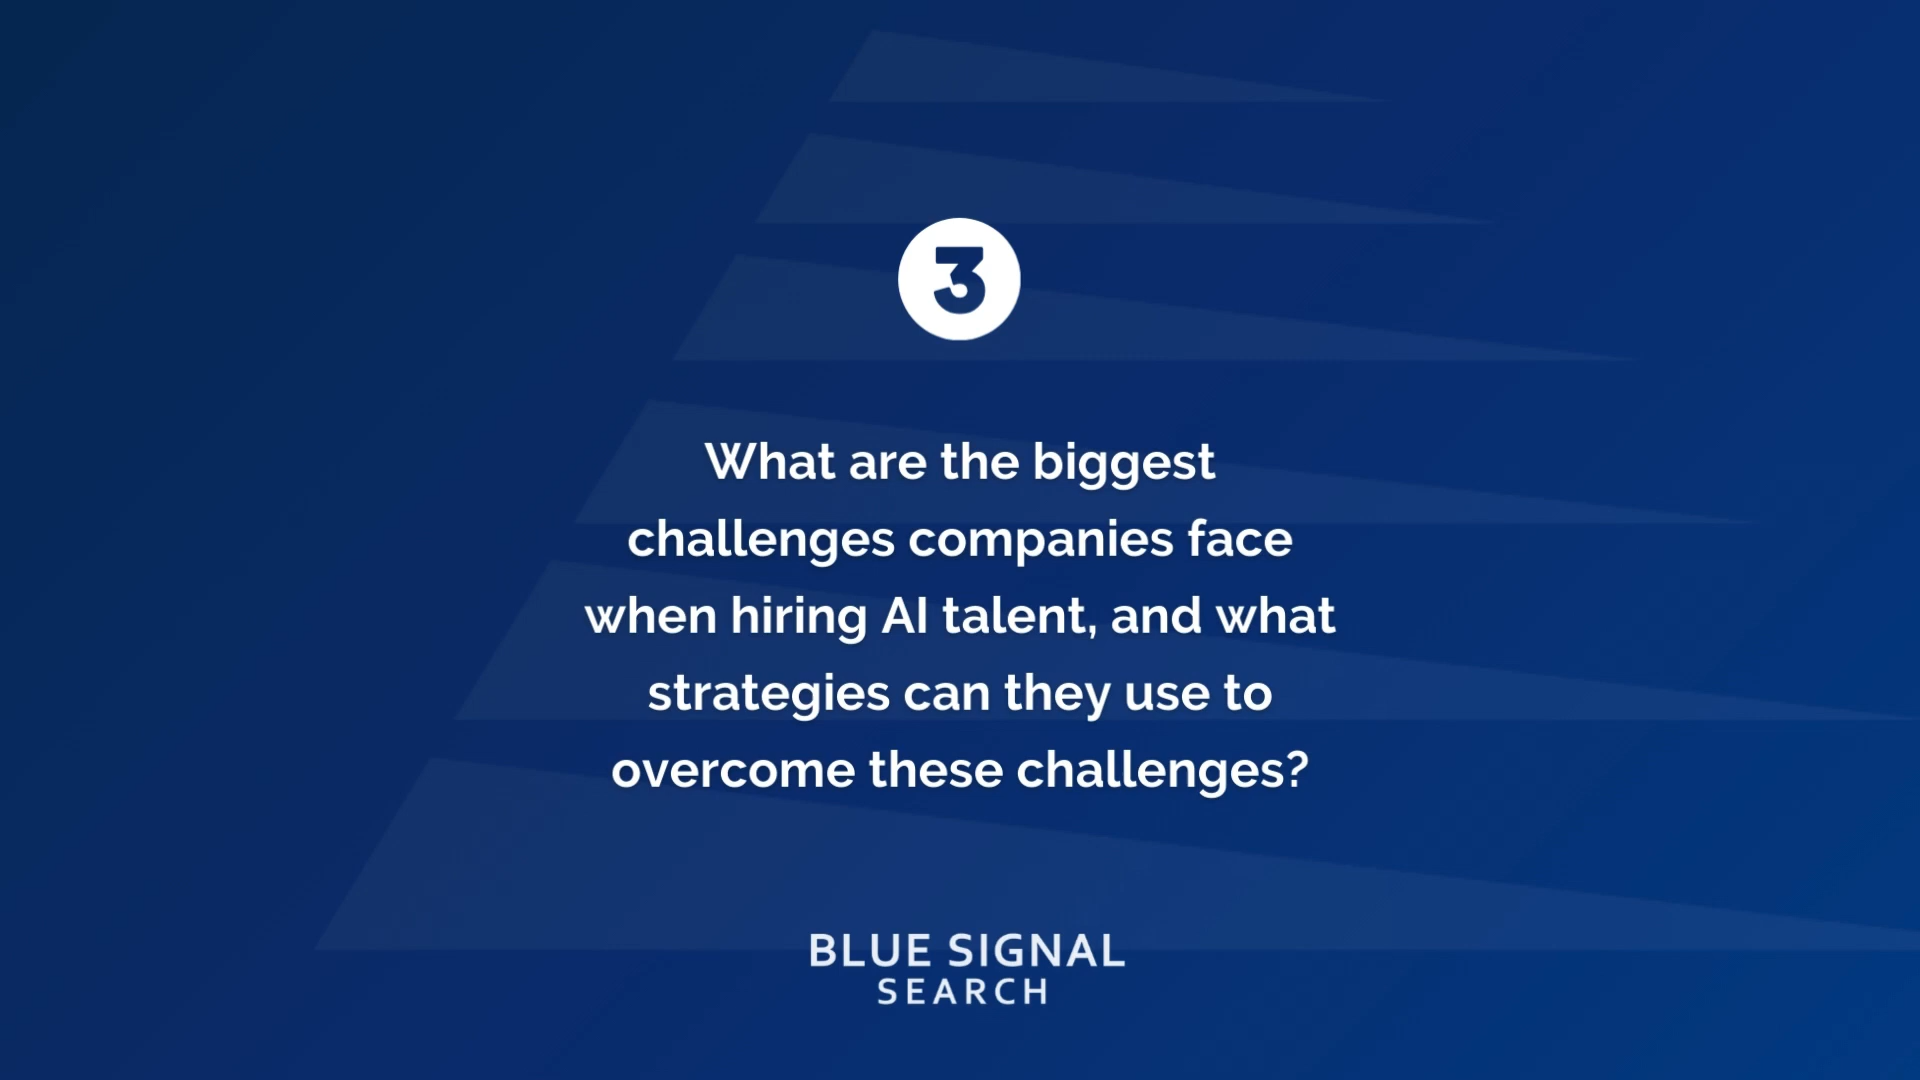 3
What are the biggest
challenges companies face
when hiring AI talent, and what
strategies can they use to
overcome these challenges?
BLUE SIGNAL
SEARCH